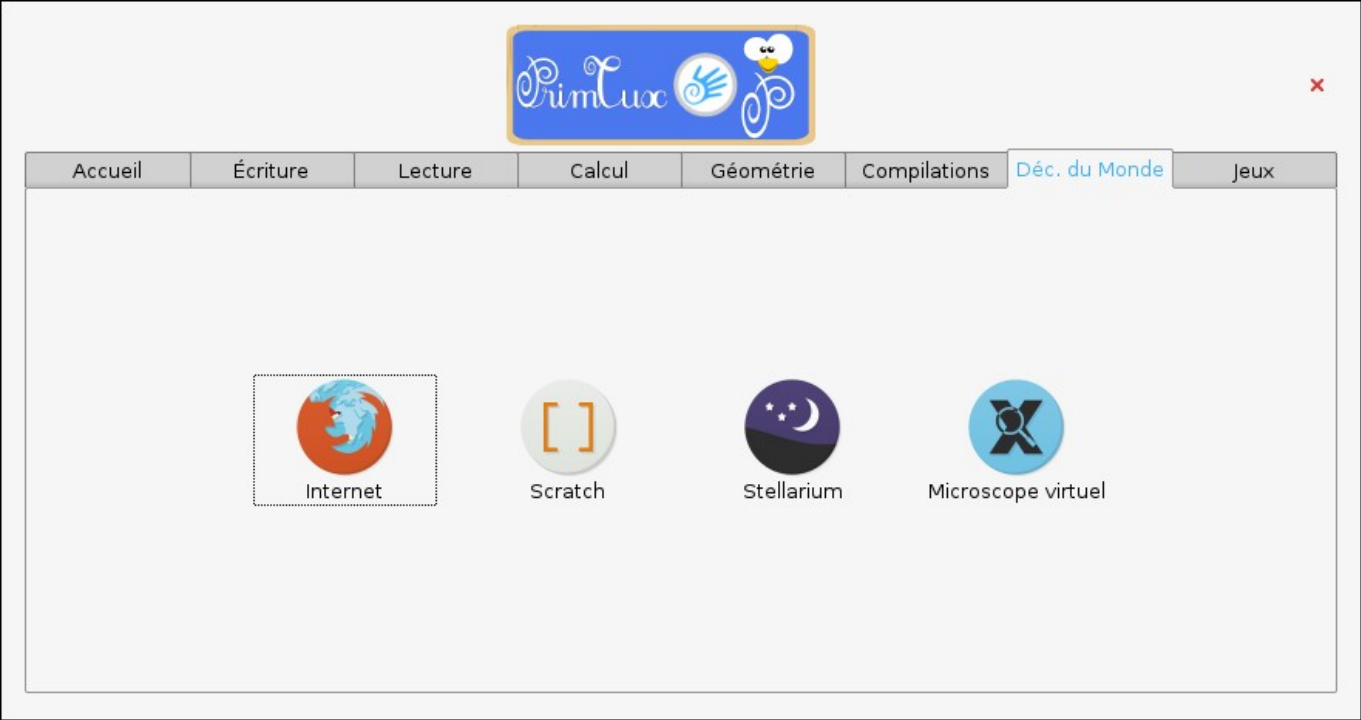 PrimTux
Accueil
Écriture
Lecture
Calcul
Géométrie
Compilations
Déc. du Monde
Jeux
Internet
Scratch
Stellarium
Microscope virtuel